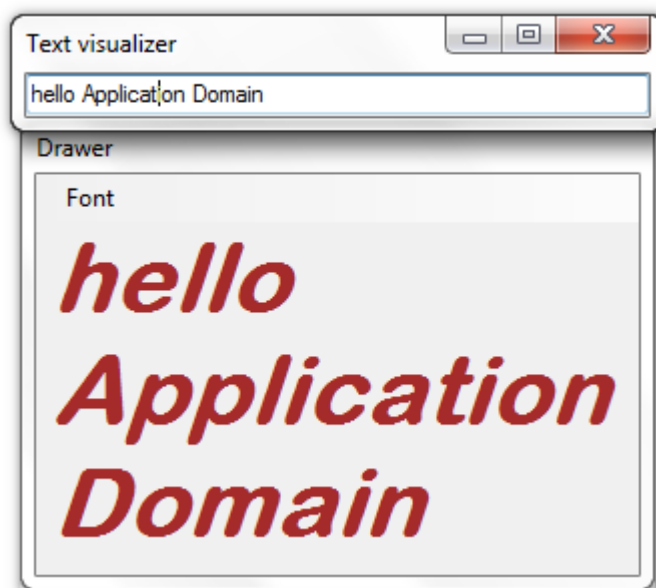 Text visualizer
hello Application Domain
Drawer
Font
hello
Application
Domain